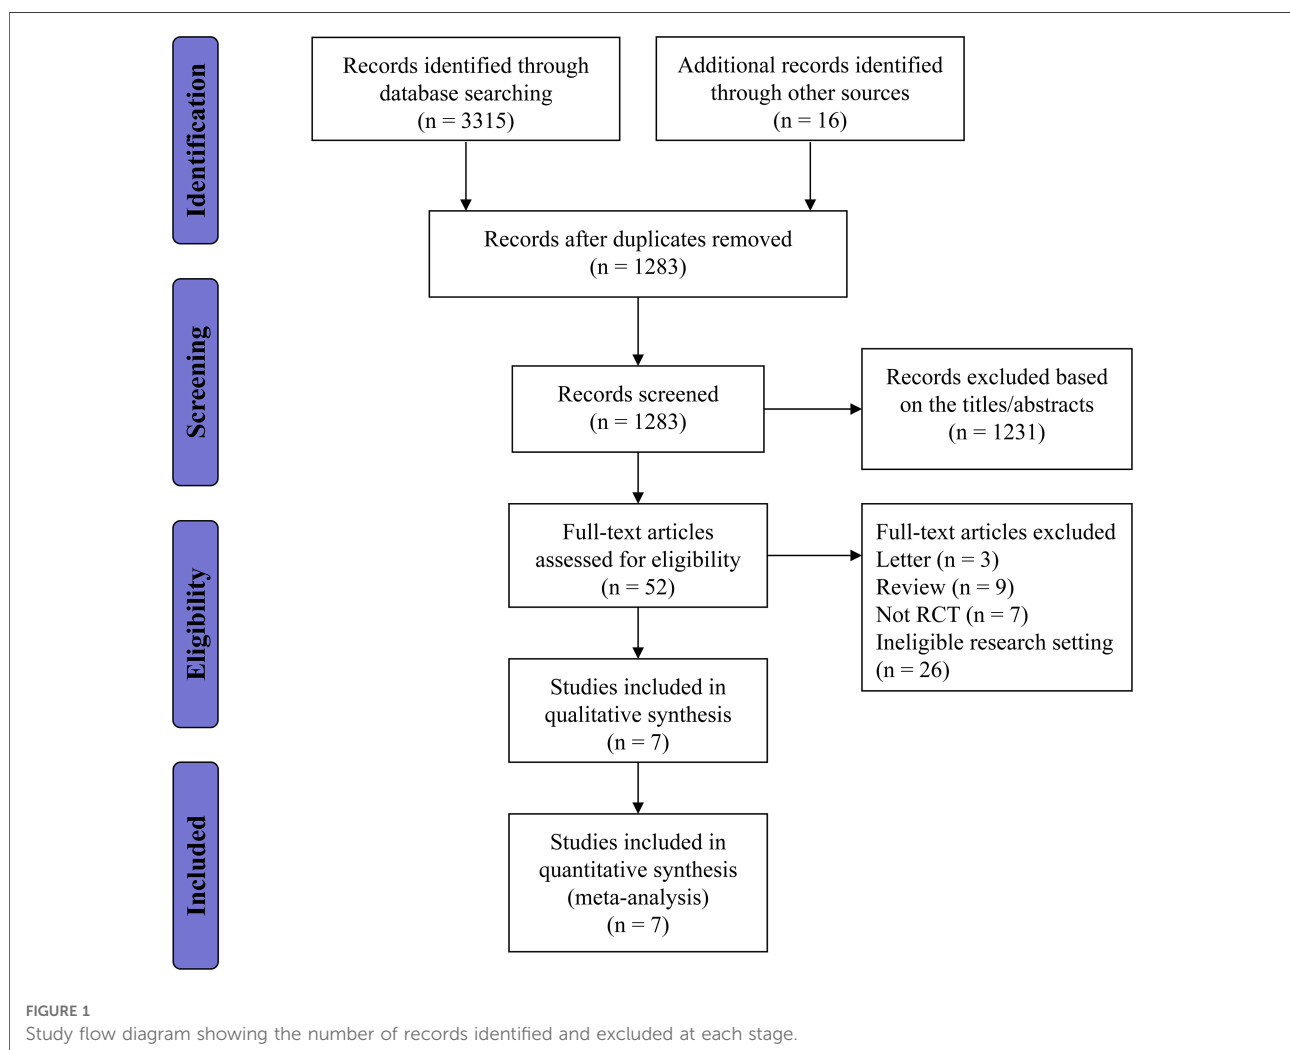 Identification
Records identified through
database searching
(n = 3315)
Additional records identified
through other sources
(n = 16)
Records after duplicates removed
(n = 1283)
Screening
Records screened
(n = 1283)
Records excluded based
on the titles/abstracts
(n = 1231)
Eligibility
Full-text articles
assessed for eligibility
(n = 52)
Full-text articles excluded
Letter (n = 3)
Review (n = 9)
Not RCT (n = 7)
Ineligible research setting
(n = 26)
Studies included in
qualitative synthesis
(n = 7)
Included
Studies included in
quantitative synthesis
(meta-analysis)
(n = 7)
FIGURE 1
Study flow diagram showing the number of records identified and excluded at each stage.